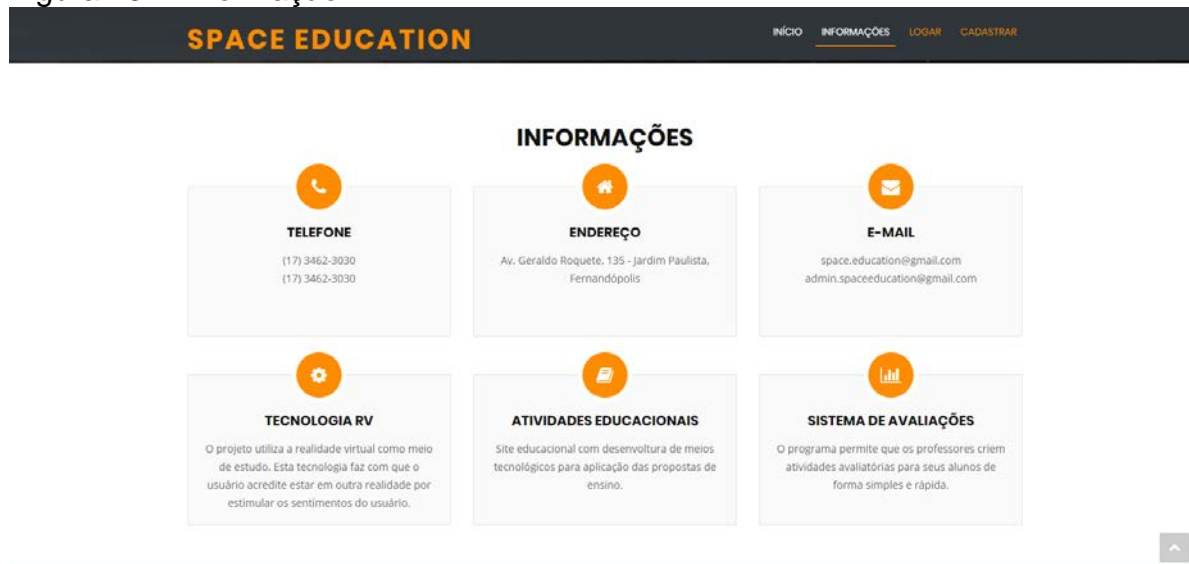 SPACE EDUCATION
INÍCIO INFORMAÇÕES LOGAR CADASTRAR
INFORMAÇÕES
TELEFONE
(17) 3462-3030
(17) 3462-3030
ENDEREÇO
Av. Geraldo Roquete, 135 - Jardim Paulista,
Fernandópolis
E-MAIL
space.education@gmail.com
admin.spaceeducation@gmail.com
TECNOLOGIA RV
O projeto utiliza a realidade virtual como meio
de estudo. Esta tecnologia faz com que o
usuário acredite estar em outra realidade por
estimular os sentimentos do usuário.
ATIVIDADES EDUCACIONAIS
Site educacional com desenvoltura de meios
tecnológicos para aplicação das propostas de
ensino.
SISTEMA DE AVALIAÇÕES
O programa permite que os professores criem
atividades avaliatórias para seus alunos de
forma simples e rápida.